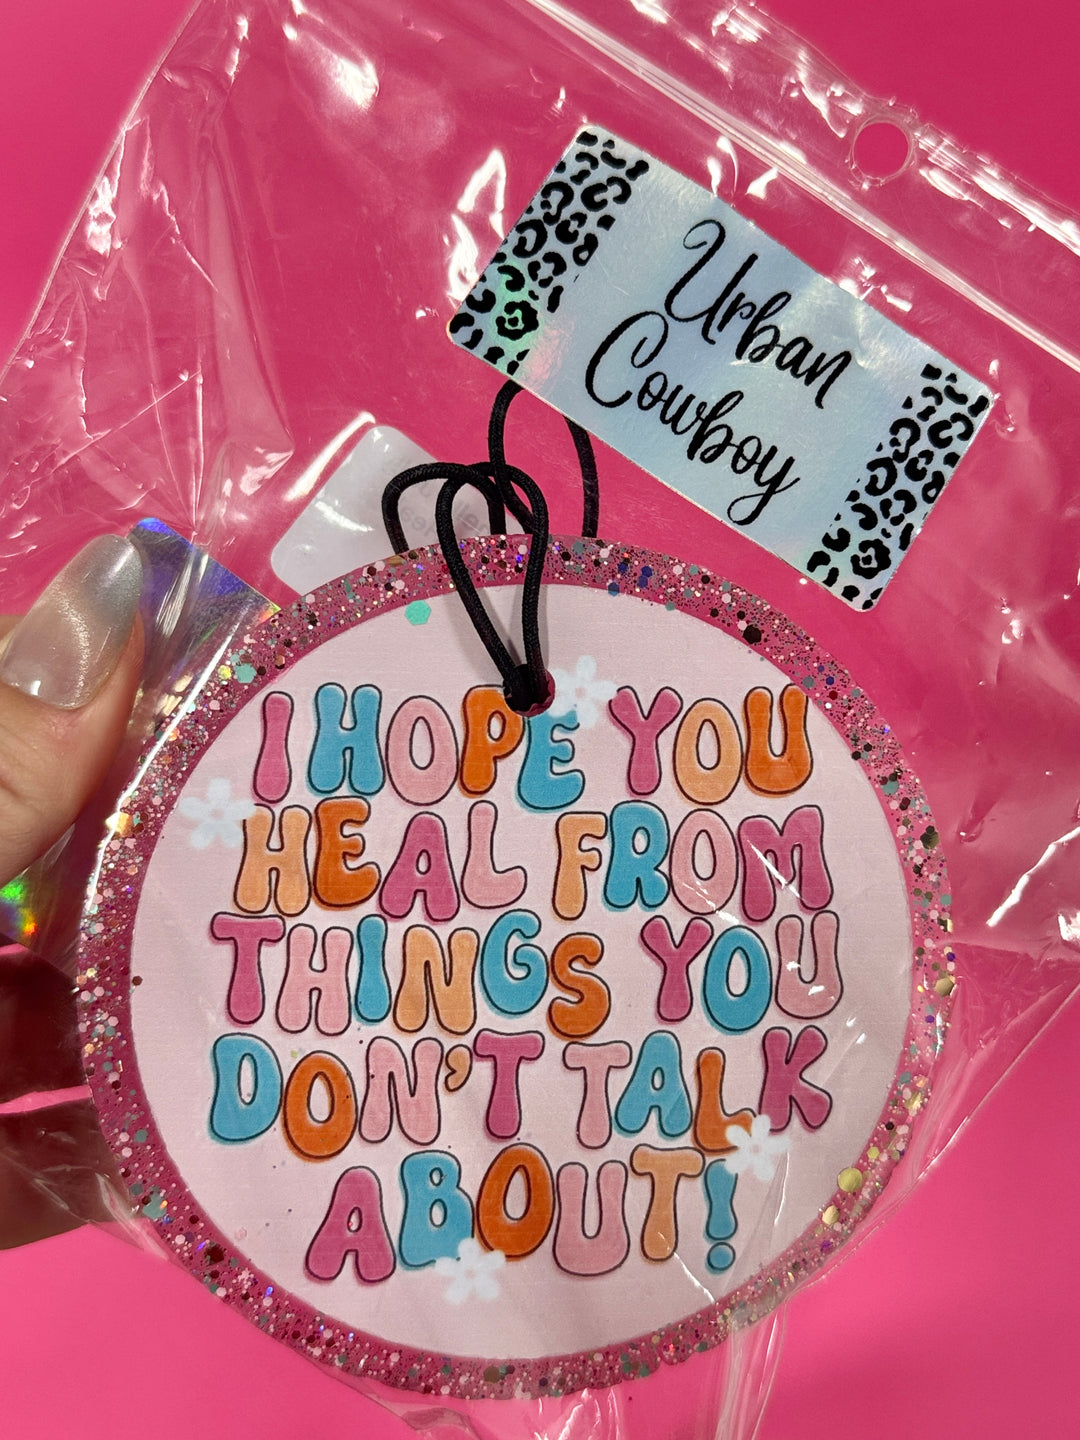 Urban
Cowboy
I HOPE YOU
HEAL FROM
THINGS YOU
DON'T TALK
ABOUT!